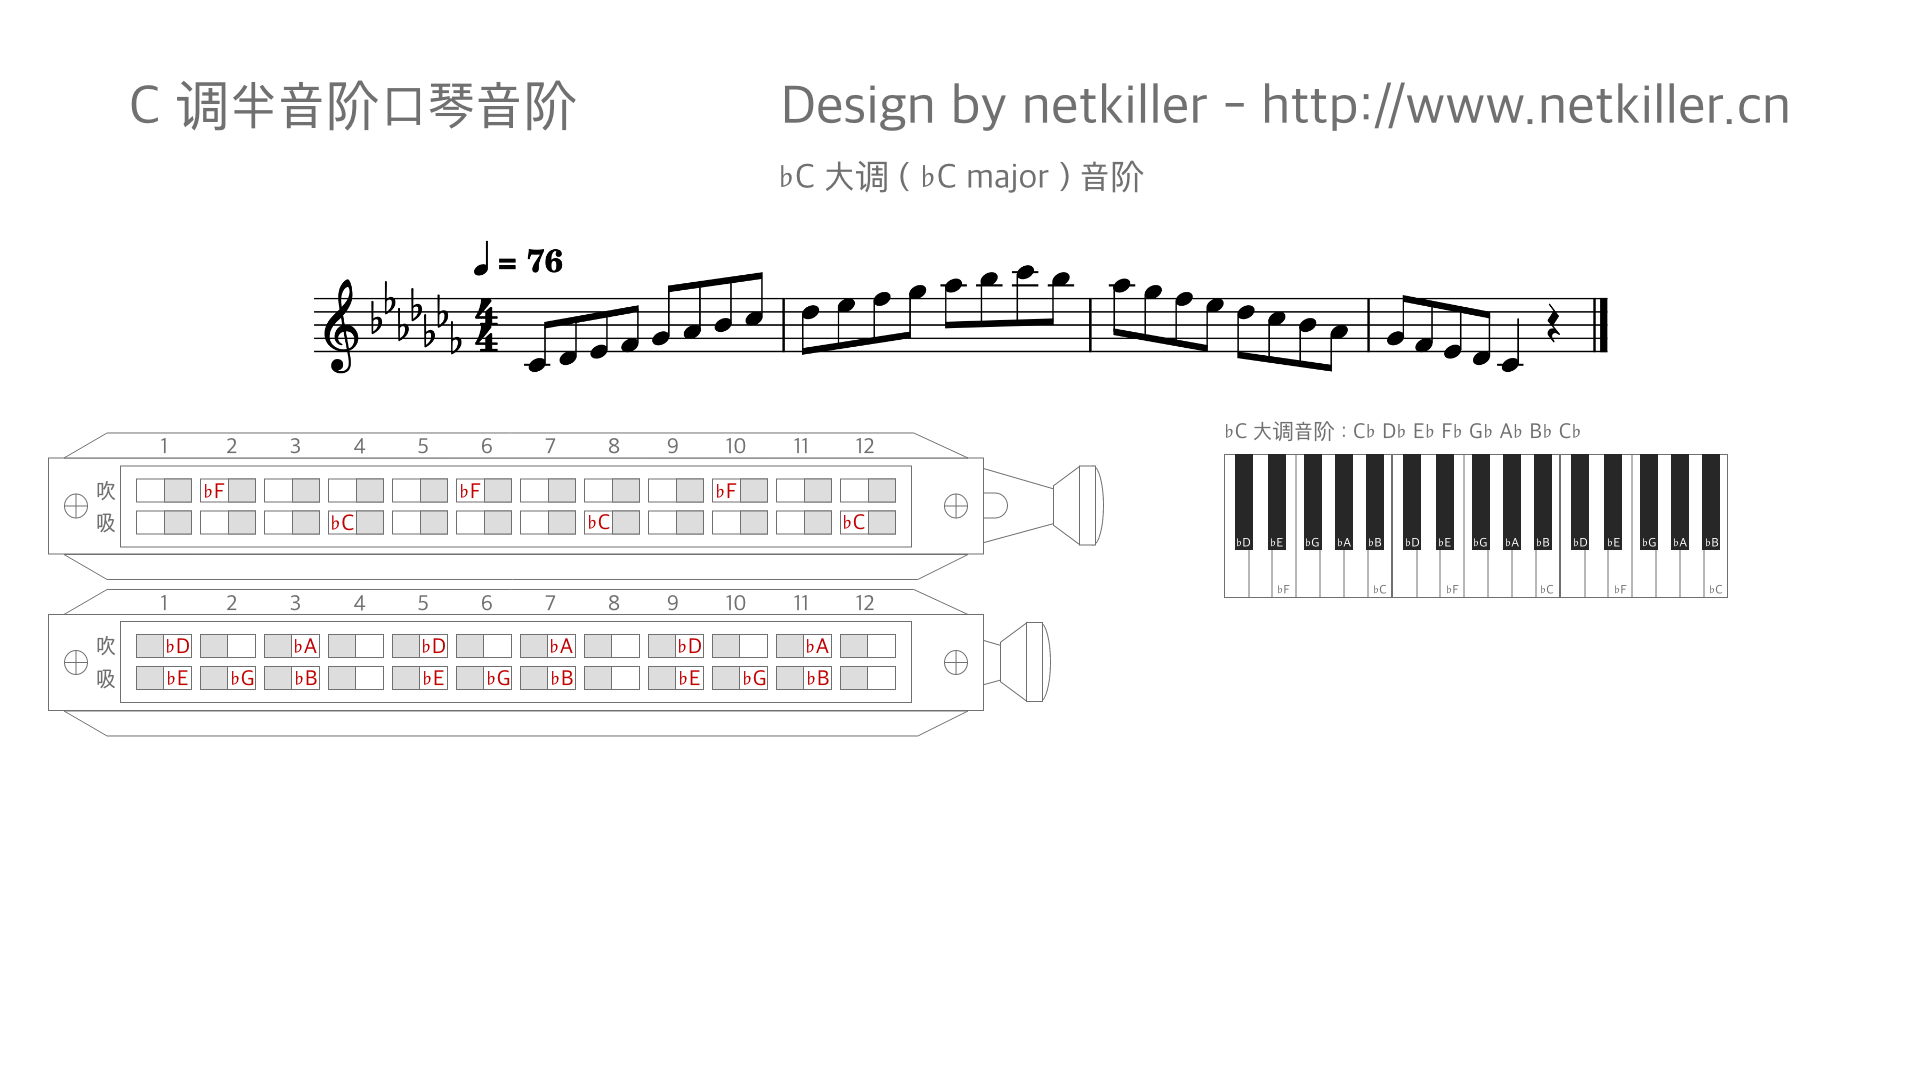 C 调半音阶口琴音阶 Design by netkiller - http://www.netkiller.cn
♭C 大调 ( ♭C major ) 音阶
♩ = 76
4
4
1 2 3 4 5 6 7 8 9 10 11 12
吹 ♭F ♭F ♭F
吸 ♭C ♭C ♭C
♭C 大调音阶 : C♭ D♭ E♭ F♭ G♭ A♭ B♭ C♭
♭D ♭E ♭G ♭A ♭B ♭D ♭E ♭G ♭A ♭B ♭D ♭E ♭G ♭A ♭B
♭F ♭C ♭F ♭C ♭F ♭C
1 2 3 4 5 6 7 8 9 10 11 12
吹 ♭D ♭A ♭D ♭A ♭D ♭A
吸 ♭E ♭G ♭B ♭E ♭G ♭B ♭E ♭G ♭B